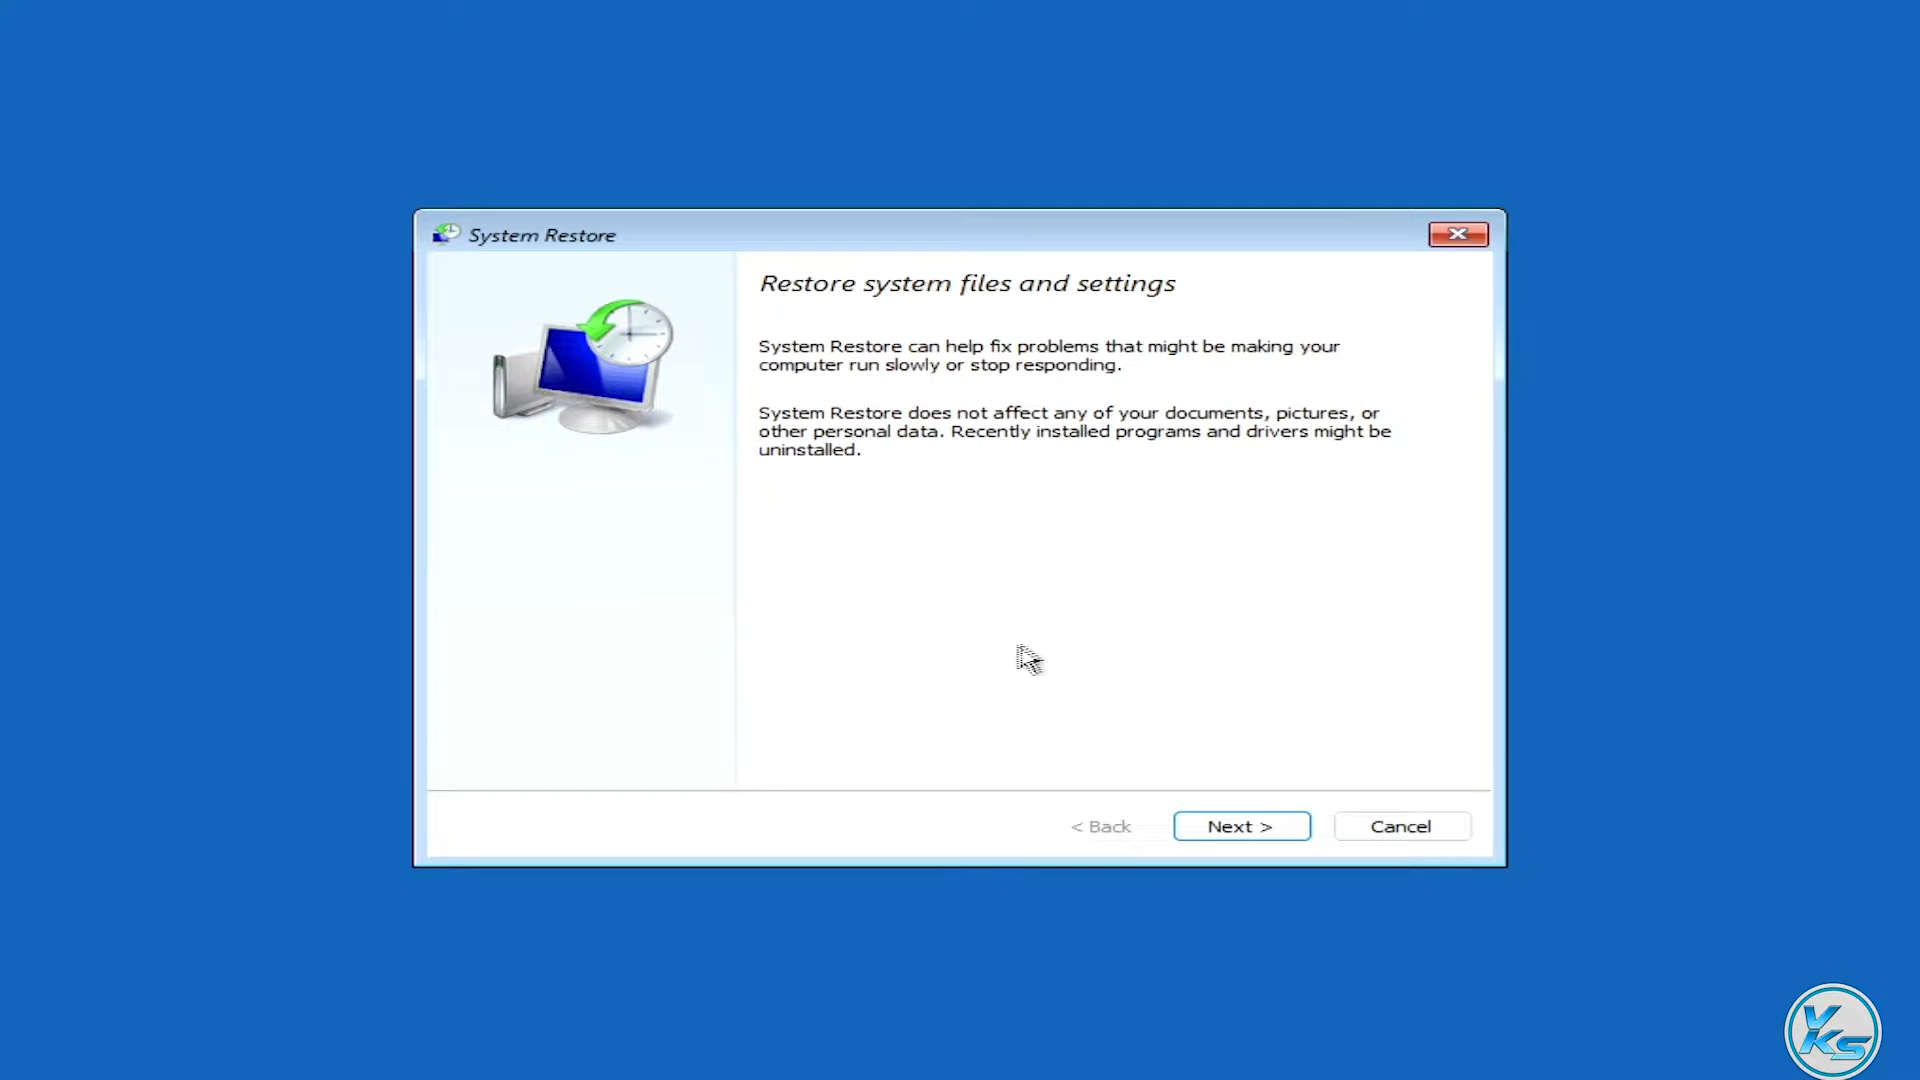 System Restore
Restore system files and settings
System Restore can help fix problems that might be making your
computer run slowly or stop responding.
System Restore does not affect any of your documents, pictures, or
other personal data. Recently installed programs and drivers might be
uninstalled.
< Back
Next >
Cancel
VKS